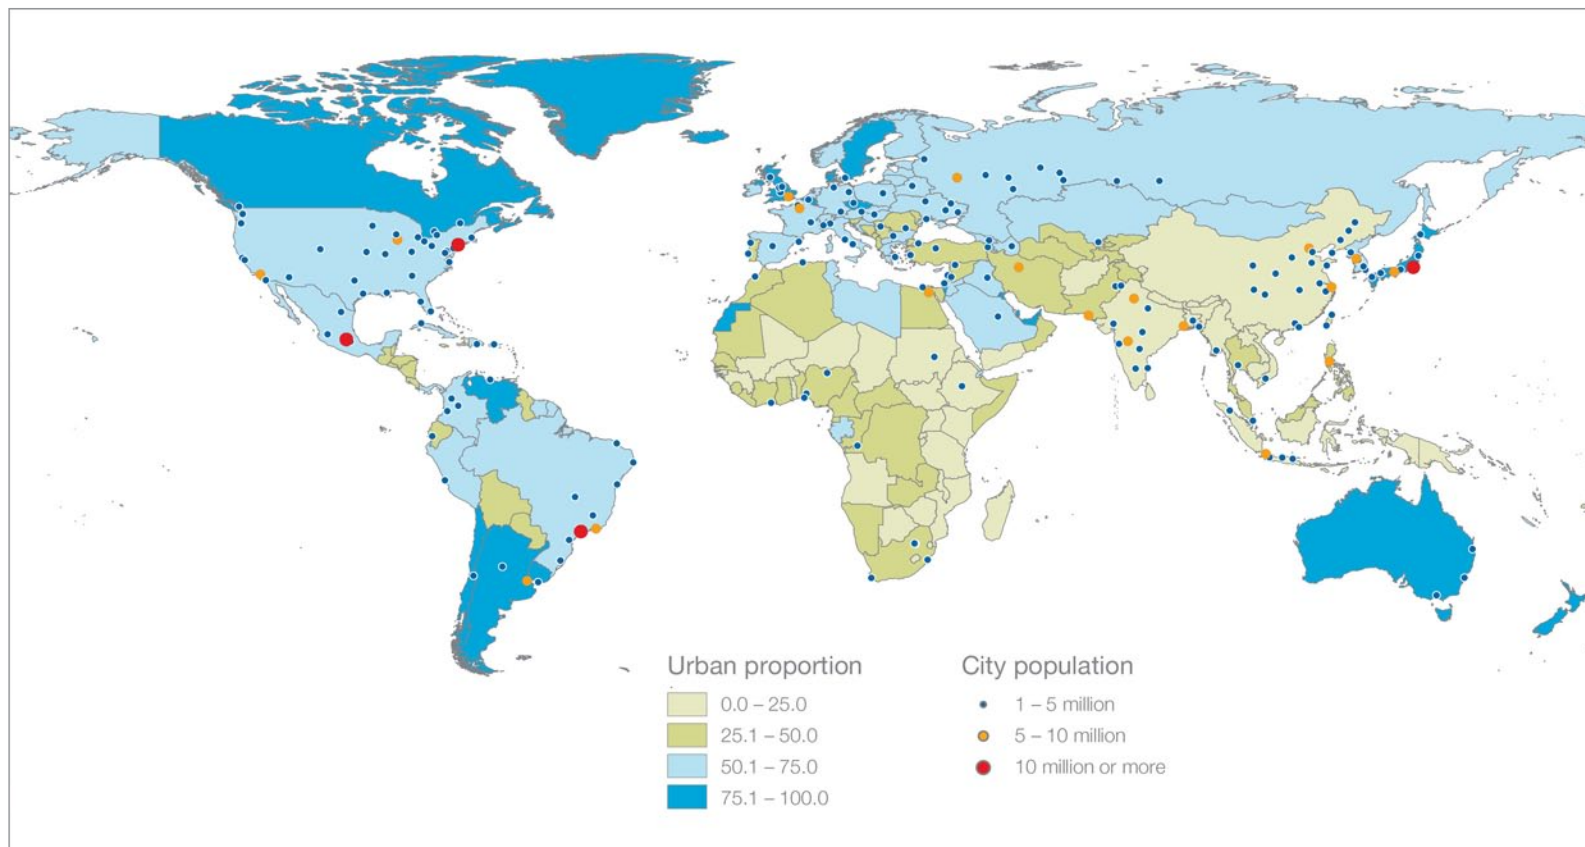 Urban proportion
0.0 – 25.0
25.1 – 50.0
50.1 – 75.0
75.1 – 100.0
City population
1 – 5 million
5 – 10 million
10 million or more